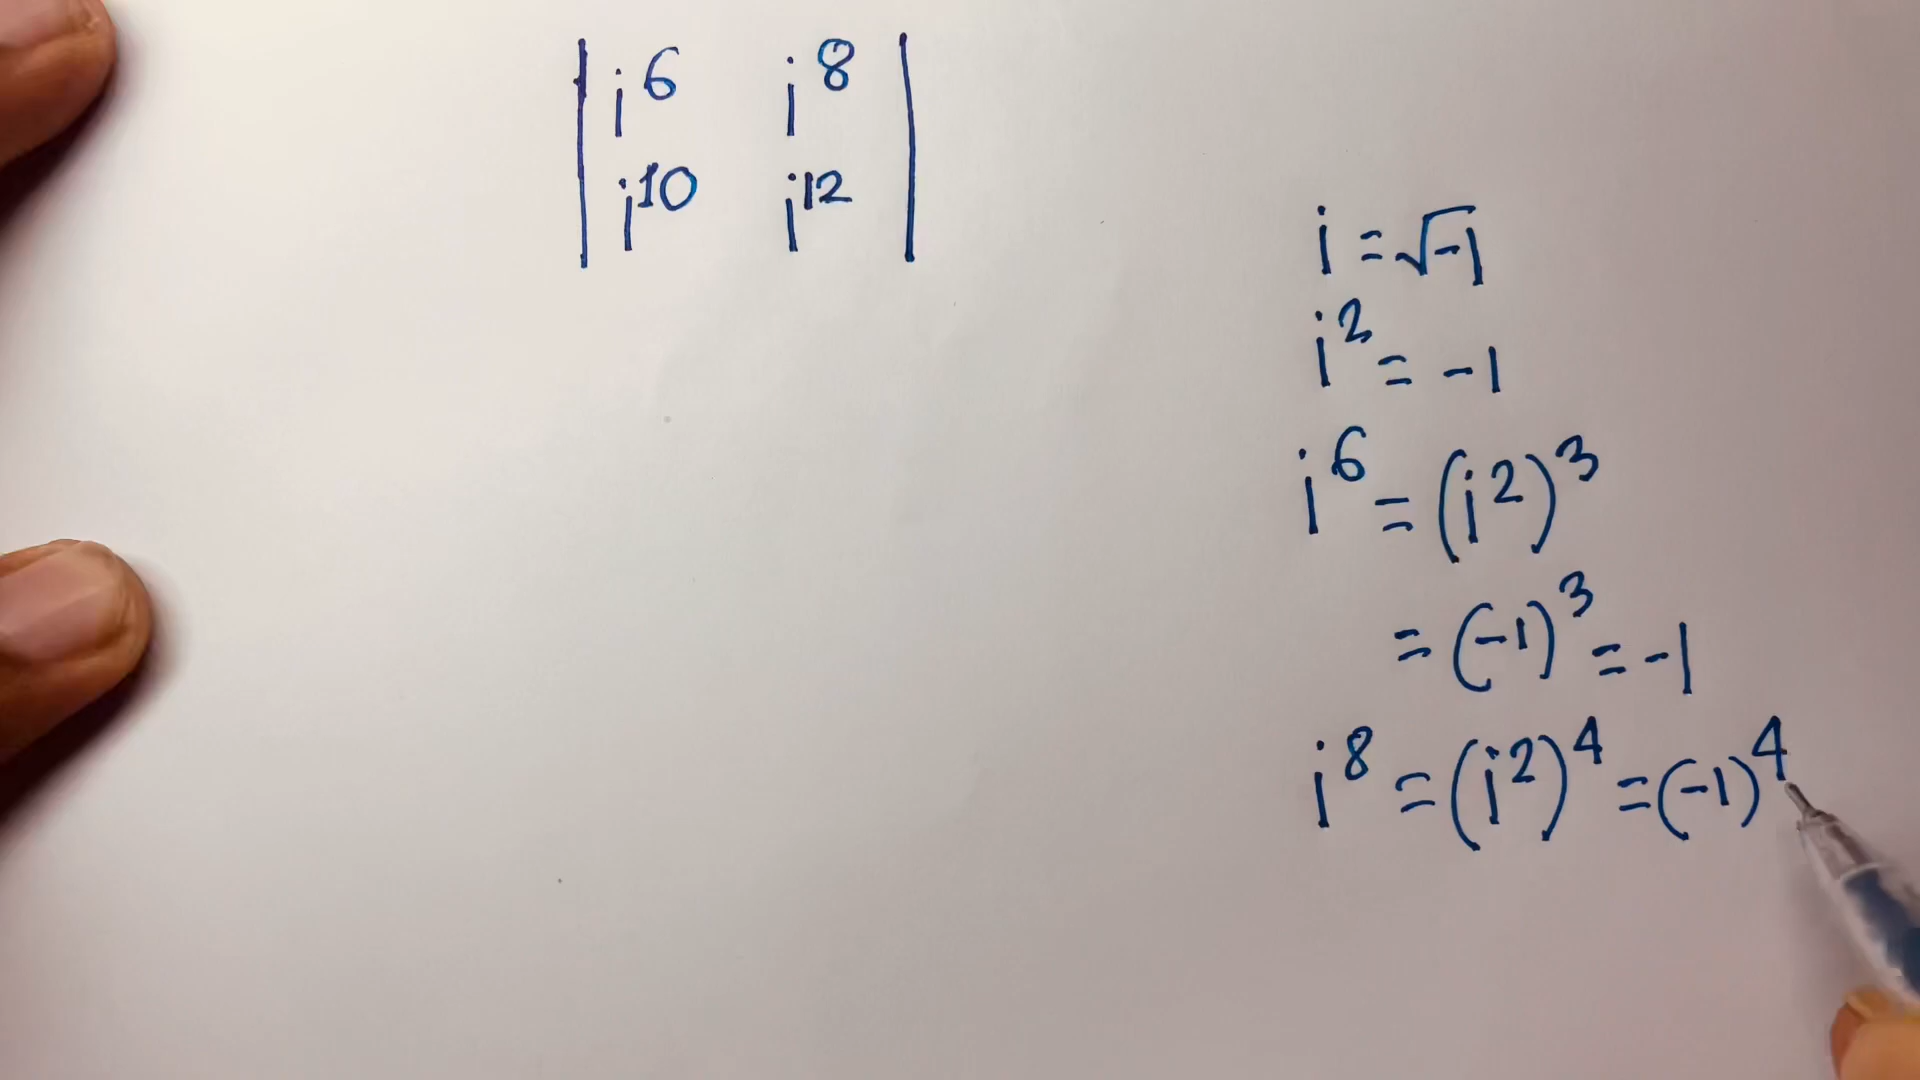 | i^6 i^8 |
| i^10 i^12 |
i = √-1
i^2 = -1
i^6 = (i^2)^3
= (-1)^3 = -1
i^8 = (i^2)^4 = (-1)^4